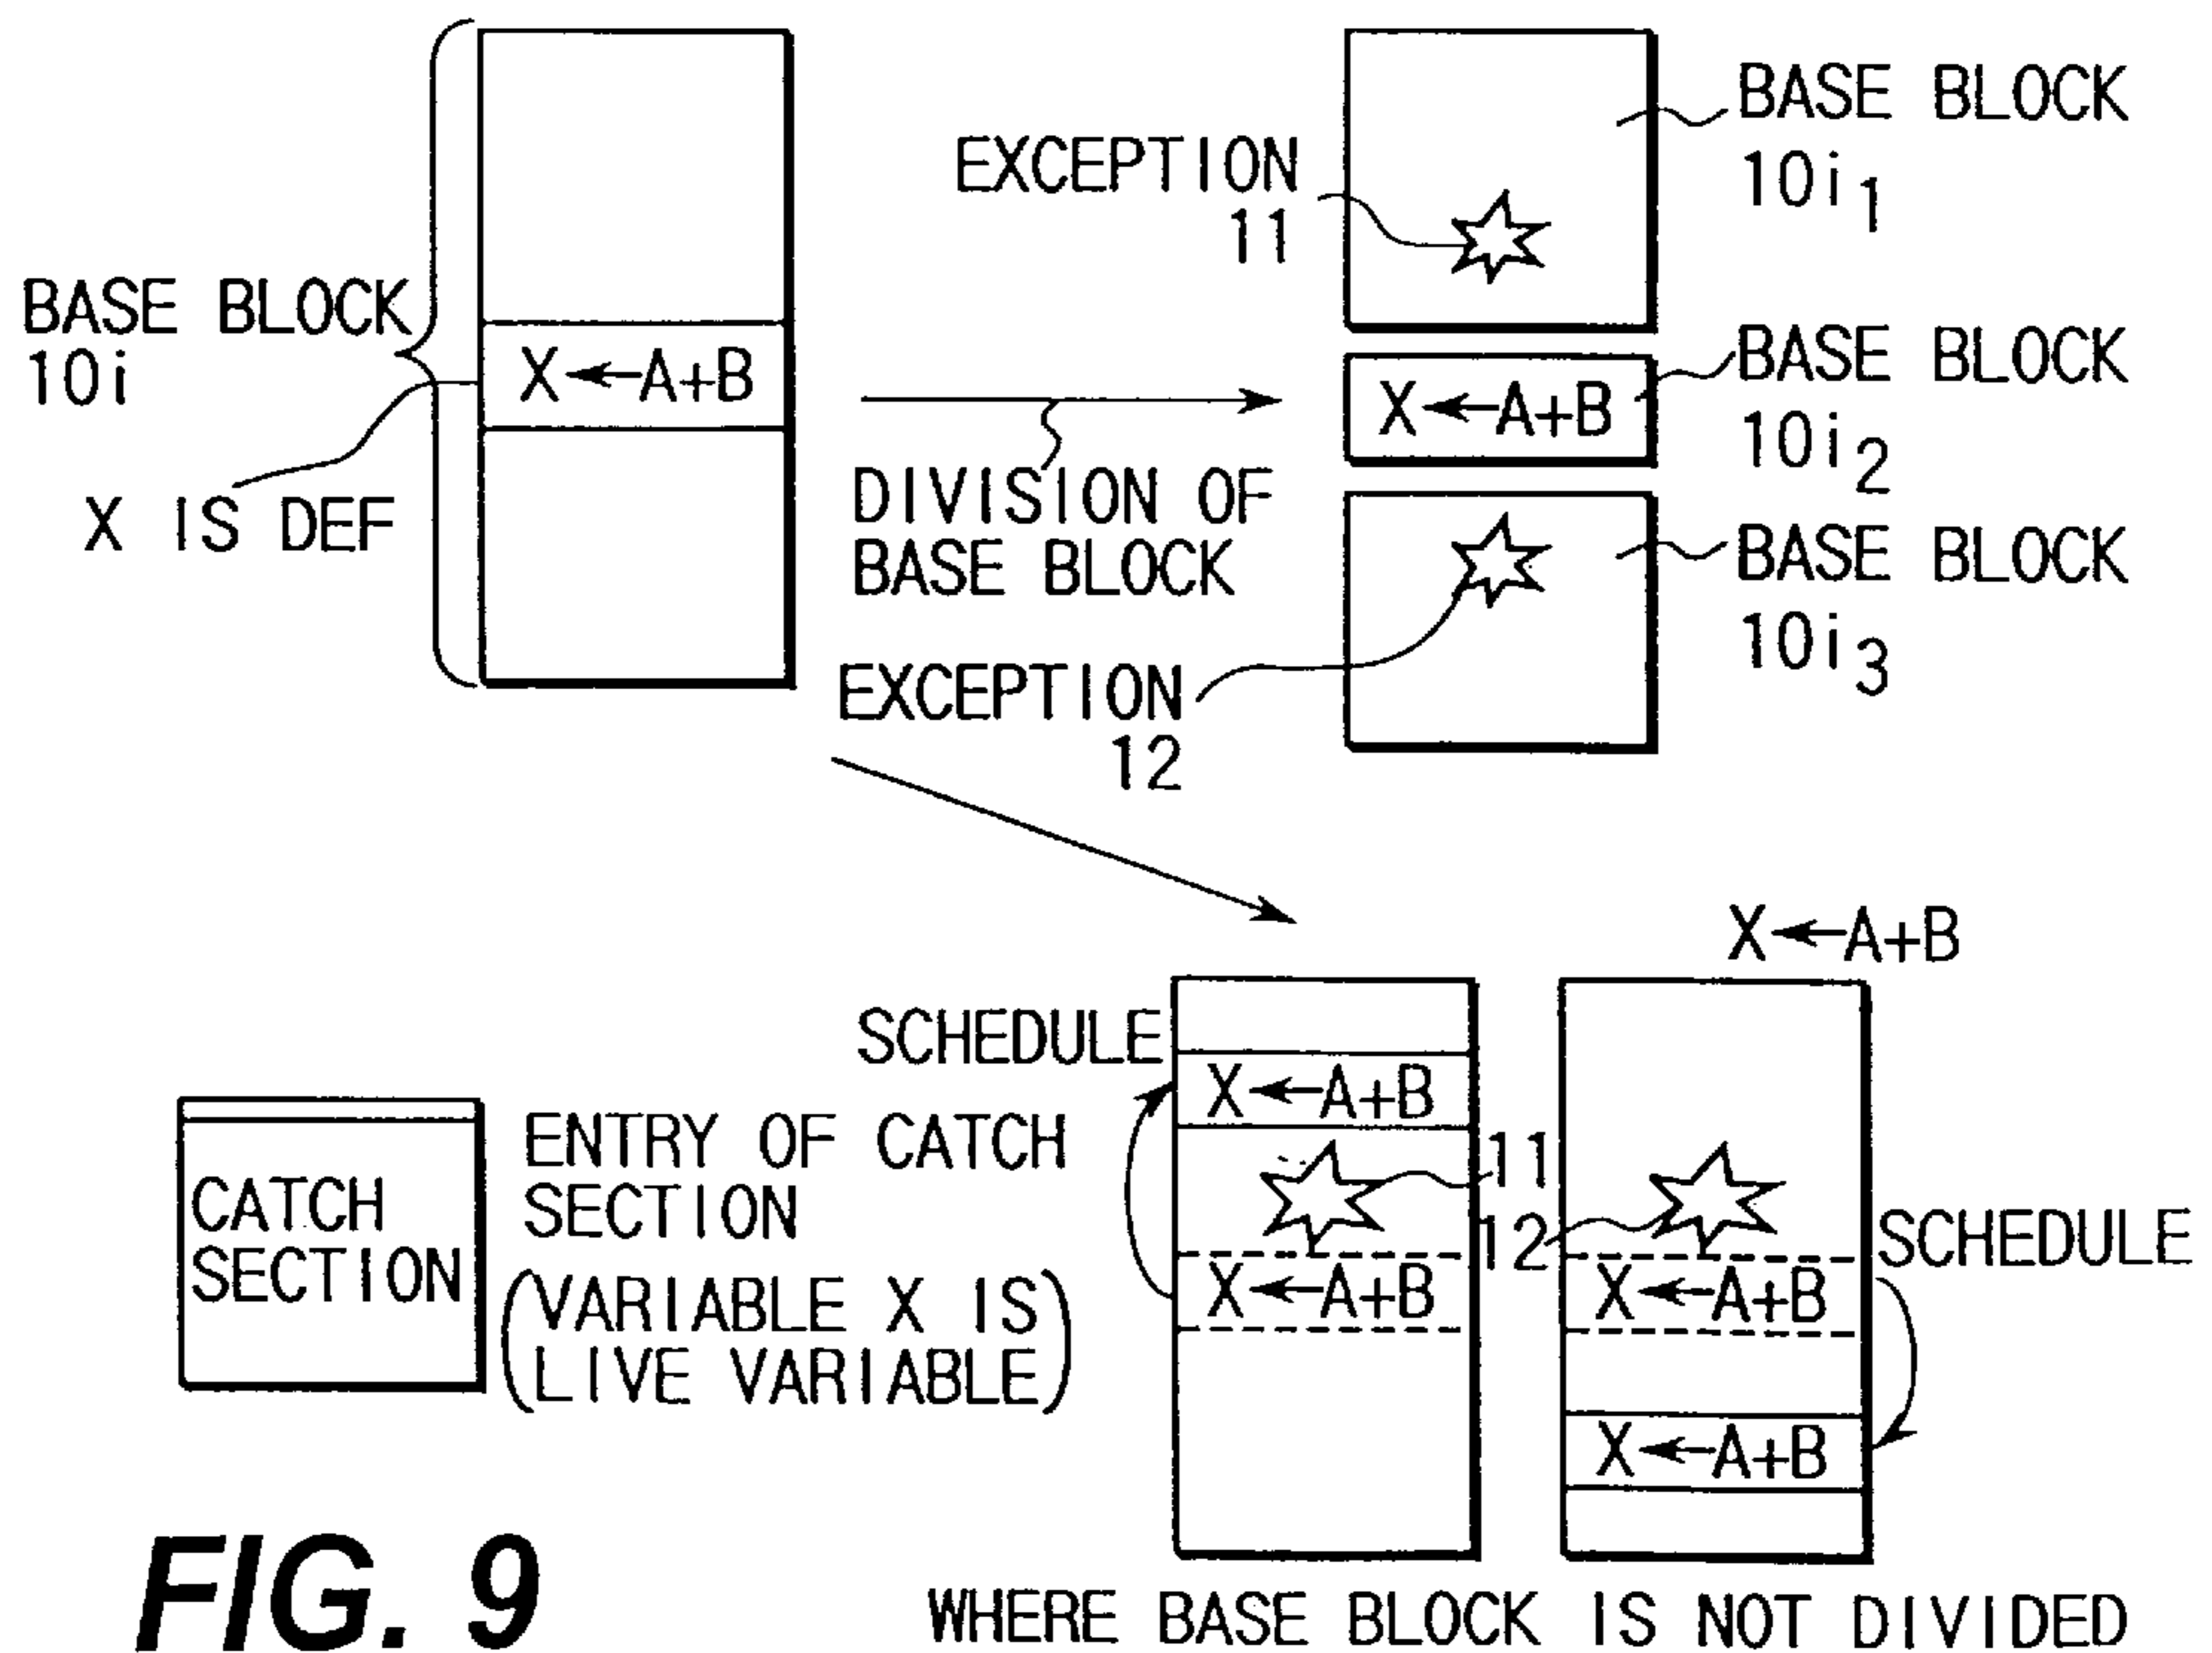 BASE BLOCK
10i
X←A+B
X IS DEF
EXCEPTION
11
BASE BLOCK
10i₁
DIVISION OF
BASE BLOCK
X←A+B
BASE BLOCK
10i₂
BASE BLOCK
10i₃
EXCEPTION
12
CATCH
SECTION
ENTRY OF CATCH
SECTION
(VARIABLE X IS
LIVE VARIABLE)
SCHEDULE
X←A+B
11
X←A+B
X←A+B
12
X←A+B
SCHEDULE
X←A+B
WHERE BASE BLOCK IS NOT DIVIDED
FIG. 9